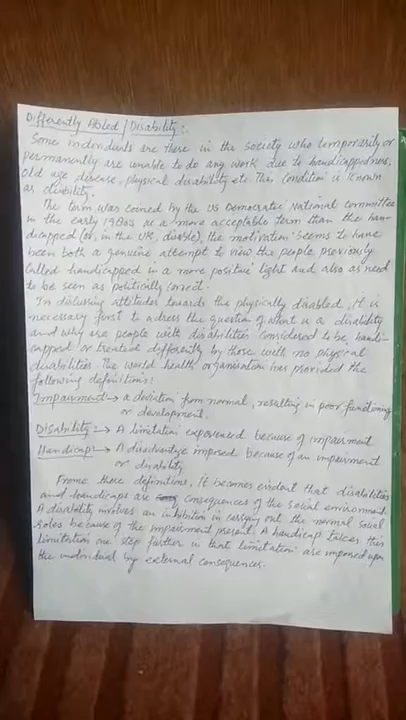 Differently Abled / Disability:
Some individuals are there in the society who temporarily or
permanently are unable to do any work due to handicappedness,
old age disease, physical disability etc. This condition is known
as disbility.
The term was coined by the US Democratic National committee
in the early 1980s as a more acceptable term than the han-
dicapped (or, in the UK, disable), the motivation seems to have
been both a genuine attempt to view the people previously
called handicapped in a more positive light and also as need
to be seen as politically correct.
In discussing attitudes towards the physically disabled, it is
necessary first to adress the question of what is a disability
and why are people with disabilities considered to be handi-
capped or treated differently by those with no physical
disabilities. The world health organisation has provided the
following definitions:
Impairment → a deviation from normal, resulting in poor functioning
or development.
Disability → A limitation experienced because of impairment
Handicap → A disadvantage imposed because of an impairment
or disability
Frome these definitions, It becomes evident that disabilities
and handicaps are consequences of the social environment.
A disability involves an inhibition in carrying out the normal social
roles because of the impairment present. A handicap takes this
limitation one step farther in that limitations are imposed upon
the individual by external consequences.